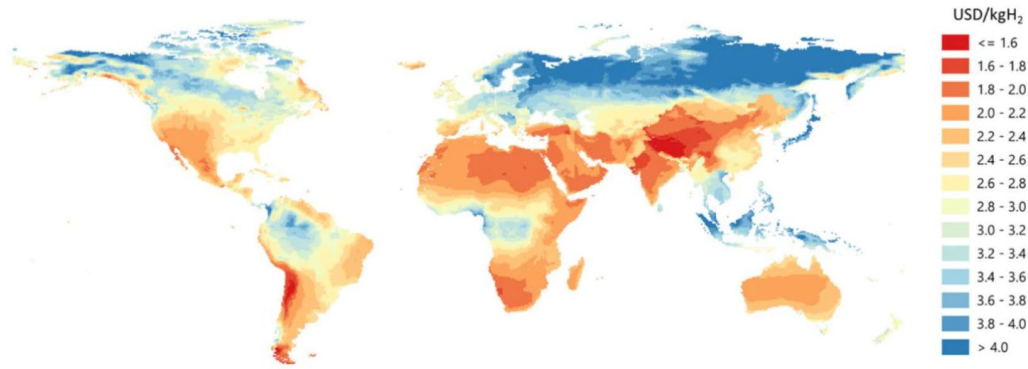 USD/kgH₂
<= 1.6
1.6 - 1.8
1.8 - 2.0
2.0 - 2.2
2.2 - 2.4
2.4 - 2.6
2.6 - 2.8
2.8 - 3.0
3.0 - 3.2
3.2 - 3.4
3.4 - 3.6
3.6 - 3.8
3.8 - 4.0
> 4.0